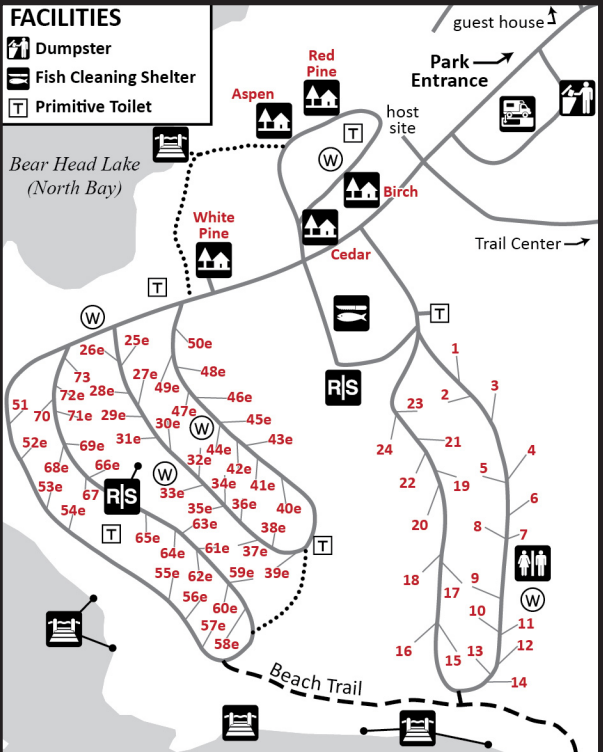 FACILITIES
Dumpster
Fish Cleaning Shelter
T Primitive Toilet
guest house
Park
Entrance
Red
Pine
Aspen
host
site
T
W
Bear Head Lake
(North Bay)
Birch
White
Pine
Cedar
Trail Center
T
T
W
R|S
25e
50e
26e
1
73
27e
48e
2
3
72e
28e
49e
46e
51
70
71e
29e
47e
45e
23
30e
W
52e
69e
31e
44e
43e
24
21
4
68e
66e
32e
42e
5
53e
67
R|S
W
34e
41e
22
19
54e
33e
36e
40e
6
35e
20
T
63e
38e
8
7
65e
64e
61e
37e
T
55e
62e
59e
39e
18
9
56e
60e
17
W
57e
10
11
58e
16
15
13
12
14
Beach Trail